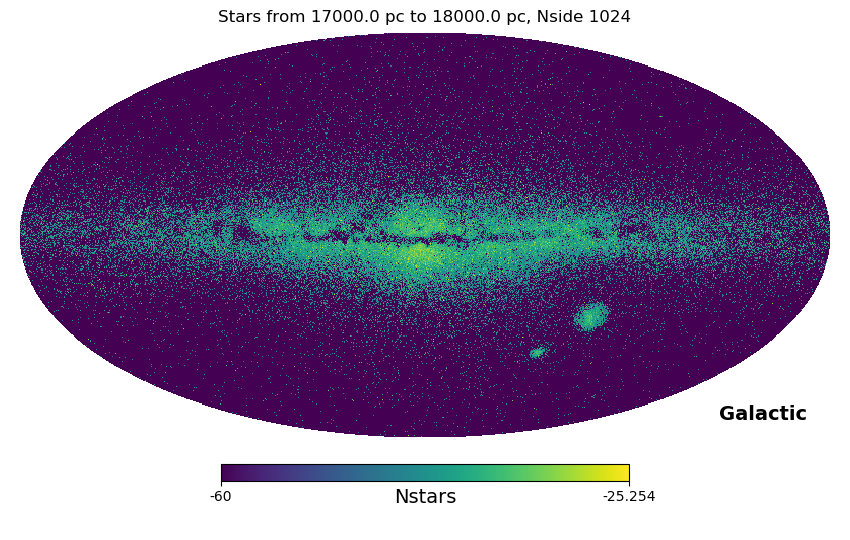 Stars from 17000.0 pc to 18000.0 pc, Nside 1024
Galactic
-60
-25.254
Nstars